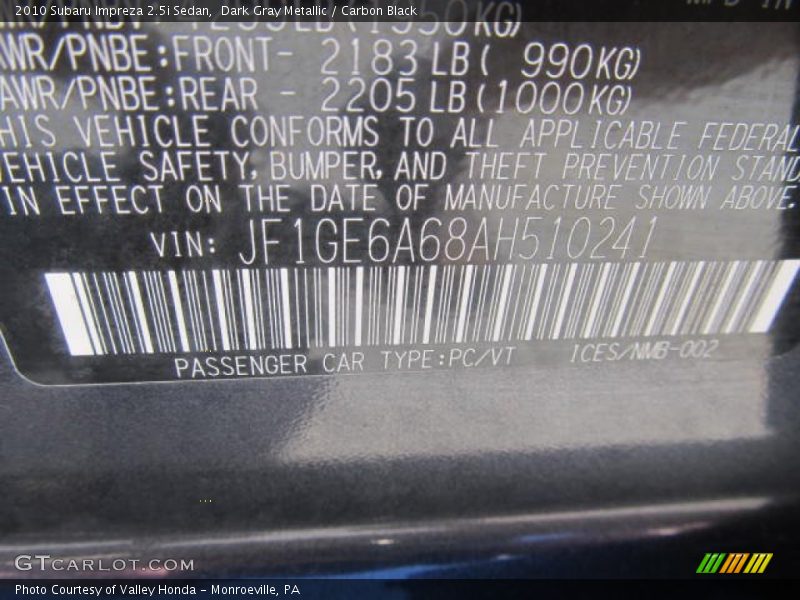 2010 Subaru Impreza 2.5i Sedan, Dark Gray Metallic / Carbon Black
AWR/PNBE:FRONT- 2183 LB( 990KG)
AWR/PNBE:REAR - 2205 LB(1000KG)
HIS VEHICLE CONFORMS TO ALL APPLICABLE FEDERAL
VEHICLE SAFETY, BUMPER, AND THEFT PREVENTION STAND
IN EFFECT ON THE DATE OF MANUFACTURE SHOWN ABOVE.
VIN: JF1GE6A68AH510241
PASSENGER CAR TYPE:PC/VT ICES/NMB-002
GTCARLOT.COM
Photo Courtesy of Valley Honda - Monroeville, PA